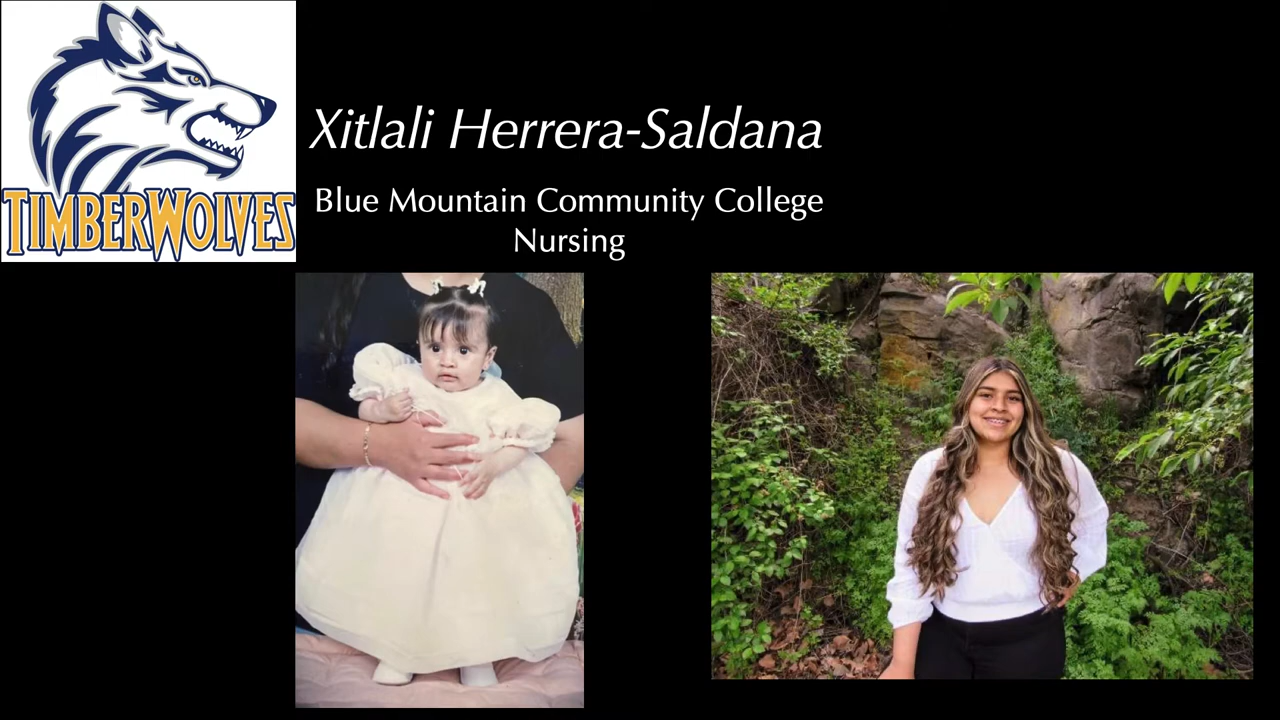 TIMBERWOLVES
Xitlali Herrera-Saldana
Blue Mountain Community College
Nursing